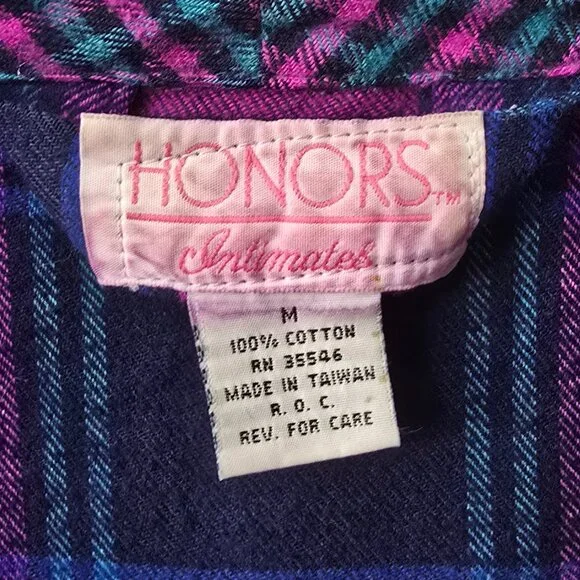 HONORS™
Intimates
M
100% COTTON
RN 35546
MADE IN TAIWAN
R. O. C.
REV. FOR CARE